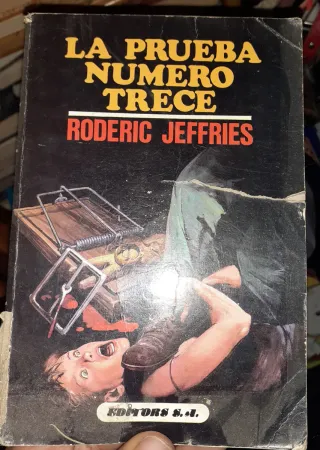 LA PRUEBA
NUMERO
TRECE
RODERIC JEFFRIES
EDITORS S.A.